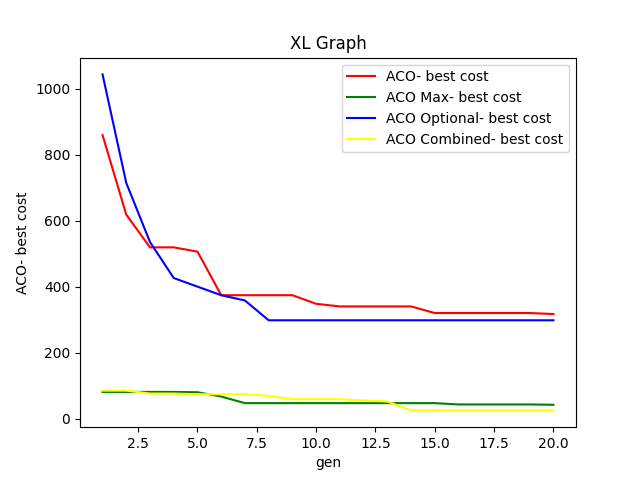 XL Graph
ACO- best cost
ACO Max- best cost
ACO Optional- best cost
ACO Combined- best cost
ACO- best cost
1000
800
600
400
200
0
2.5 5.0 7.5 10.0 12.5 15.0 17.5 20.0
gen